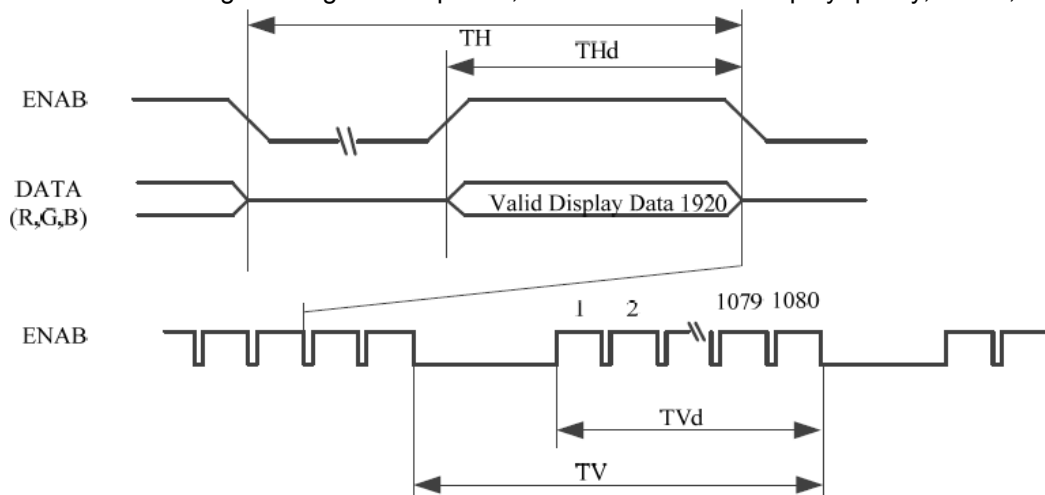 TH
THd
ENAB
DATA
(R,G,B)
Valid Display Data 1920
1 2 1079 1080
ENAB
TVd
TV